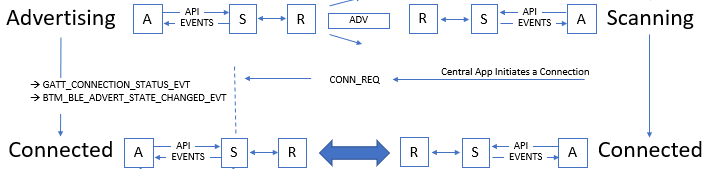 Advertising A API EVENTS S R ADV R S API EVENTS A Scanning
CONN_REQ Central App Initiates a Connection
→ GATT_CONNECTION_STATUS_EVT
→ BTM_BLE_ADVERT_STATE_CHANGED_EVT
Connected A API EVENTS S R R S API EVENTS A Connected